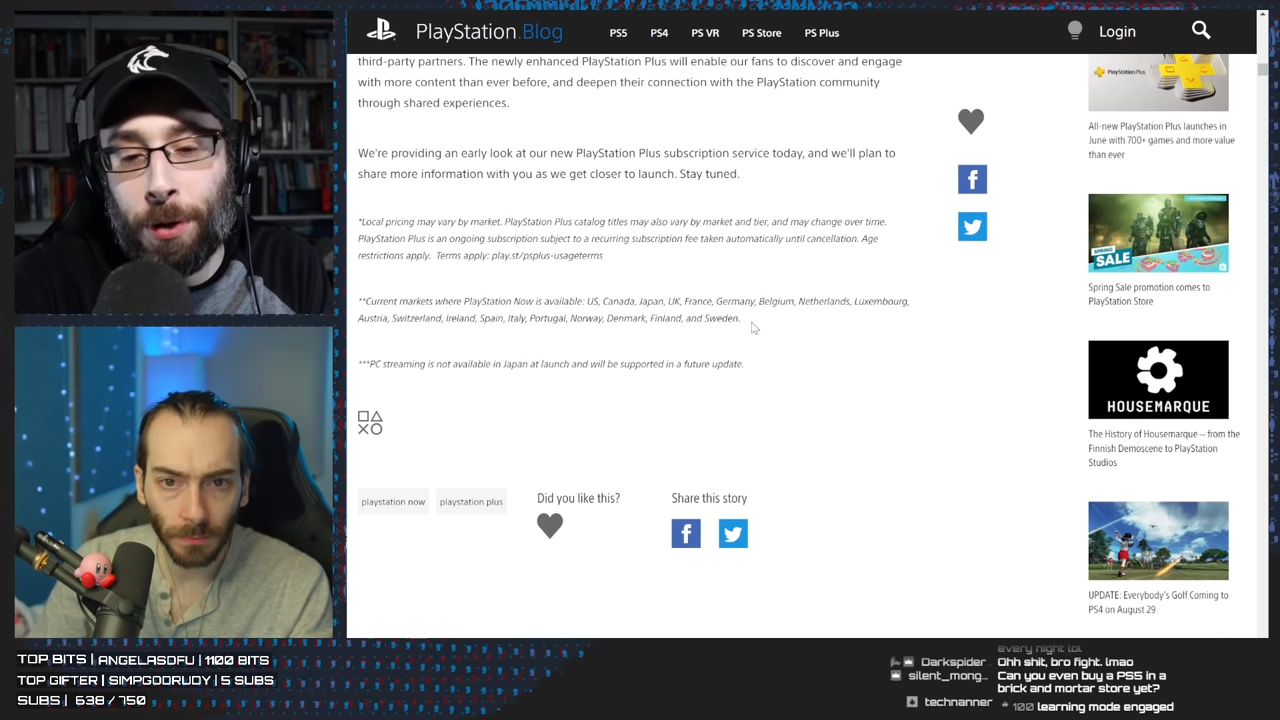 PlayStation.Blog
PS5
PS4
PS VR
PS Store
PS Plus
Login
third-party partners. The newly enhanced PlayStation Plus will enable our fans to discover and engage
with more content than ever before, and deepen their connection with the PlayStation community
through shared experiences.
We're providing an early look at our new PlayStation Plus subscription service today, and we'll plan to
share more information with you as we get closer to launch. Stay tuned.
*Local pricing may vary by market. PlayStation Plus catalog titles may also vary by market and tier, and may change over time.
PlayStation Plus is an ongoing subscription subject to a recurring subscription fee taken automatically until cancellation. Age
restrictions apply. Terms apply: play.st/psplus-usageterms
**Current markets where PlayStation Now is available: US, Canada, Japan, UK, France, Germany, Belgium, Netherlands, Luxembourg,
Austria, Switzerland, Ireland, Spain, Italy, Portugal, Norway, Denmark, Finland, and Sweden.
***PC streaming is not available in Japan at launch and will be supported in a future update.
playstation now
playstation plus
Did you like this?
Share this story
PlayStation Plus
All-new PlayStation Plus launches in
June with 700+ games and more value
than ever
SPRING
SALE
Spring Sale promotion comes to
PlayStation Store
HOUSEMARQUE
The History of Housemarque – from the
Finnish Demoscene to PlayStation
Studios
UPDATE: Everybody's Golf Coming to
PS4 on August 29
TOP BITS | ANGELASDFU | 1100 BITS
TOP GIFTER | SIMPGODRUDY | 5 SUBS
SUBS | 638 / 750
every night lol
Darkspider... Ohh shit, bro fight. lmao
silent_mong... Can you even buy a PS5 in a
brick and mortar store yet?
technanner 100 learning mode engaged